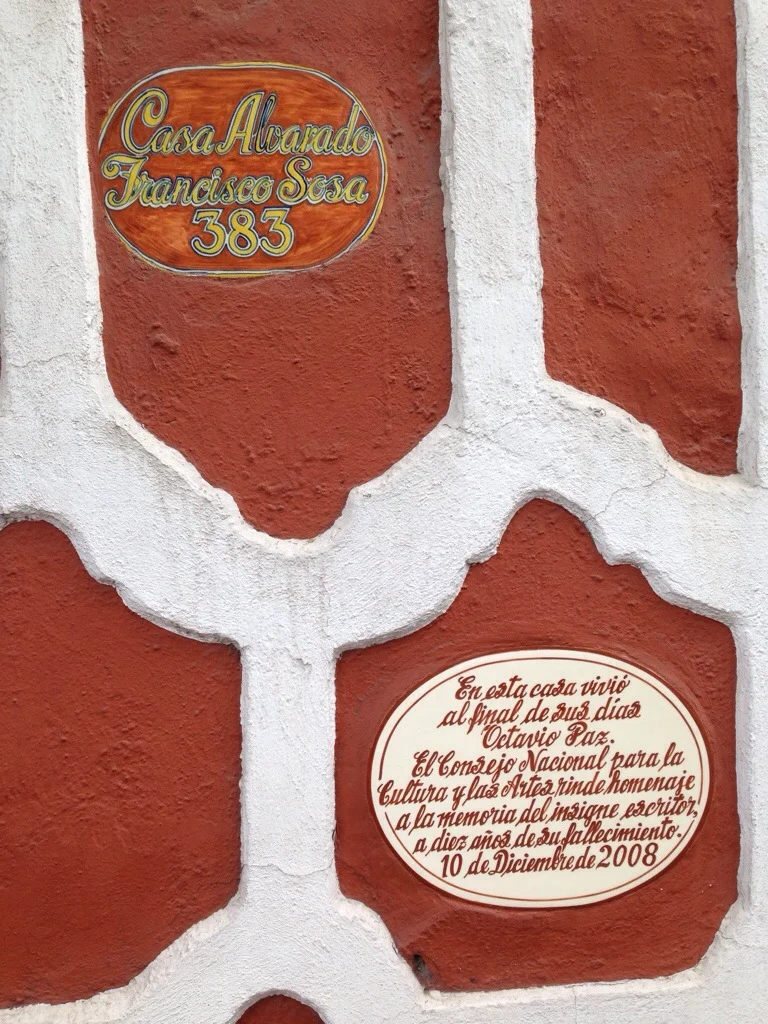 Casa Alvarado
Francisco Sosa
383
En esta casa vivió
al final de sus días
Octavio Paz.
El Consejo Nacional para la
Cultura y las Artes rinde homenaje
a la memoria del insigne escritor,
a diez años de su fallecimiento.
10 de Diciembre de 2008